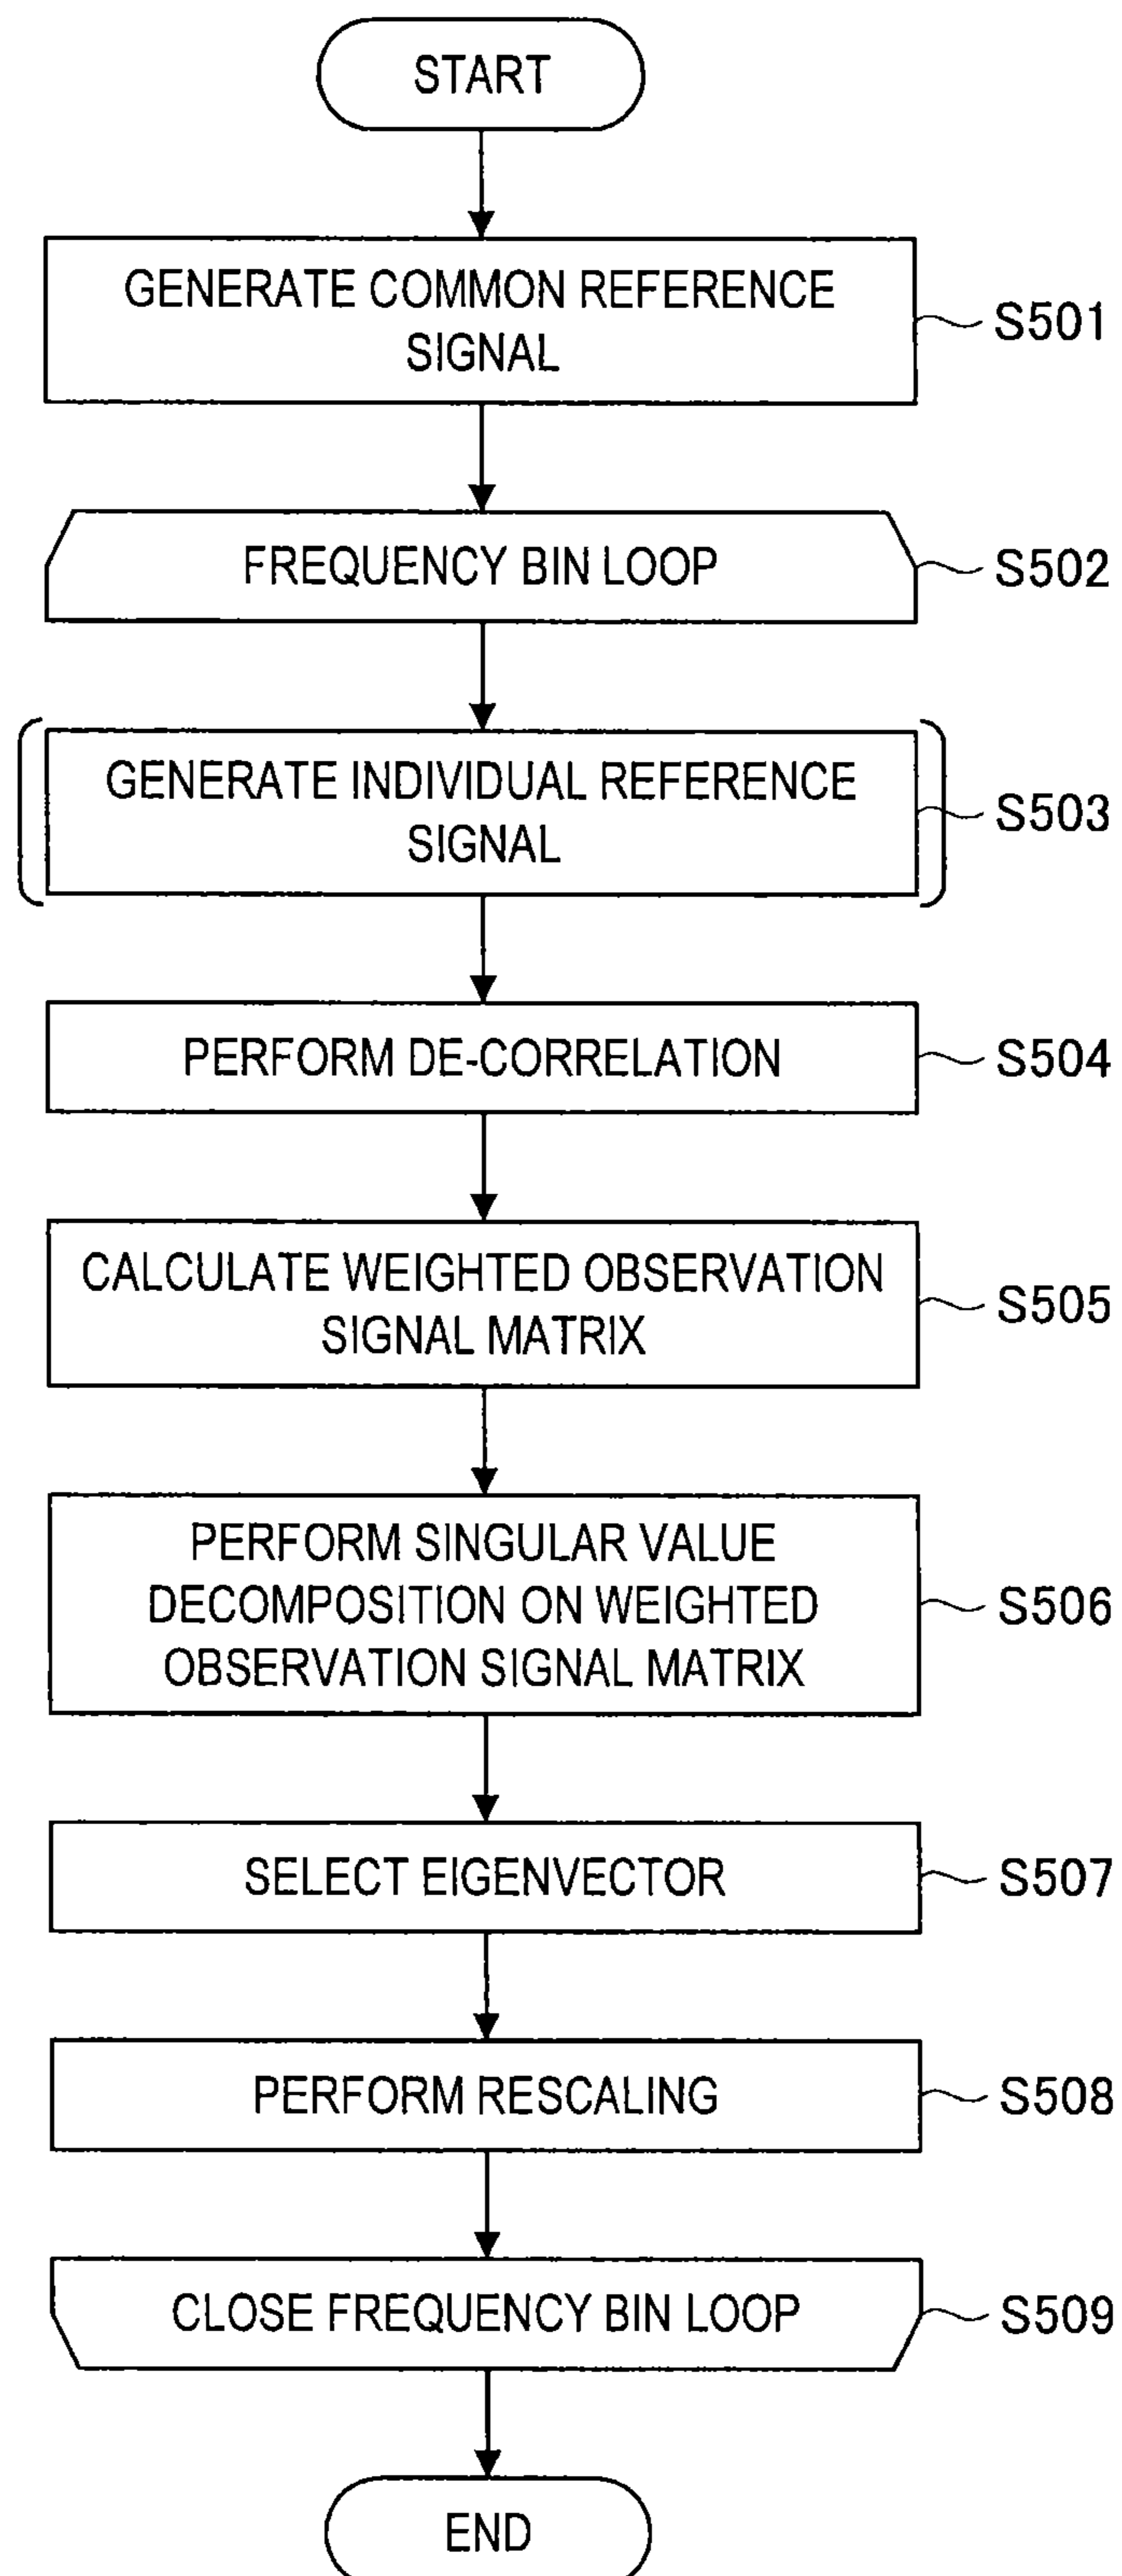 START
GENERATE COMMON REFERENCE
SIGNAL
S501
FREQUENCY BIN LOOP
S502
GENERATE INDIVIDUAL REFERENCE
SIGNAL
S503
PERFORM DE-CORRELATION
S504
CALCULATE WEIGHTED OBSERVATION
SIGNAL MATRIX
S505
PERFORM SINGULAR VALUE
DECOMPOSITION ON WEIGHTED
OBSERVATION SIGNAL MATRIX
S506
SELECT EIGENVECTOR
S507
PERFORM RESCALING
S508
CLOSE FREQUENCY BIN LOOP
S509
END